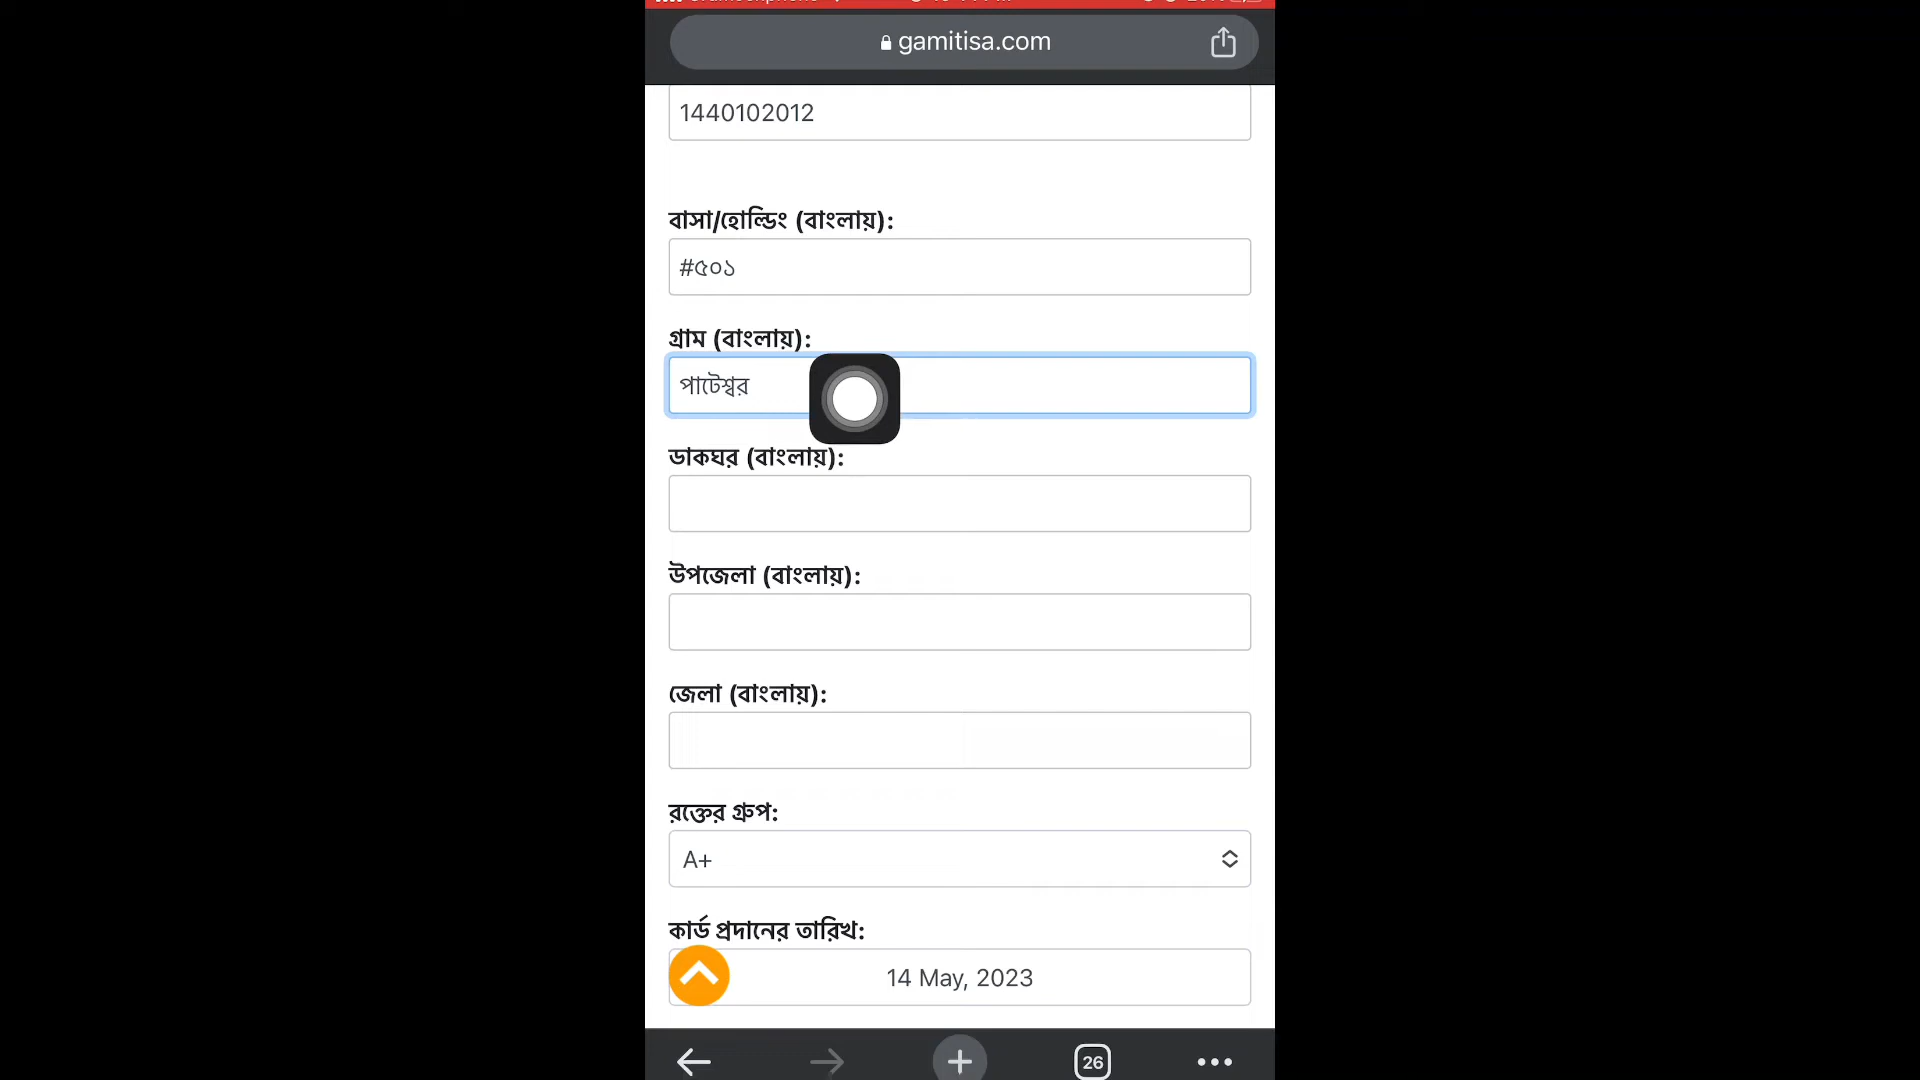 gamitisa.com
1440102012
বাসা/হোল্ডিং (বাংলায়):
#৫০১
গ্রাম (বাংলায়):
পাটেশ্বর
ডাকঘর (বাংলায়):
উপজেলা (বাংলায়):
জেলা (বাংলায়):
রক্তের গ্রুপ:
A+
কার্ড প্রদানের তারিখ:
14 May, 2023
26